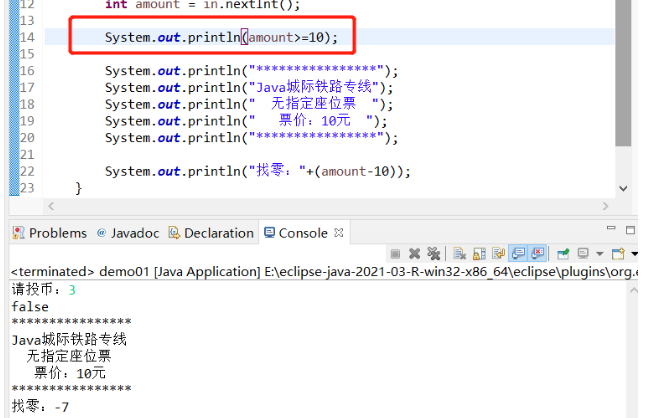 12 int amount = in.nextInt();
13
14 System.out.println(amount>=10);
15
16 System.out.println("****************");
17 System.out.println("Java城际铁路专线");
18 System.out.println("  无指定座位票  ");
19 System.out.println("   票价：10元  ");
20 System.out.println("****************");
21
22 System.out.println("找零："+(amount-10));
23 }
Problems @ Javadoc Declaration Console
<terminated> demo01 [Java Application] E:\eclipse-java-2021-03-R-win32-x86_64\eclipse\plugins\org.e
请投币：3
false
****************
Java城际铁路专线
  无指定座位票
   票价：10元
****************
找零：-7